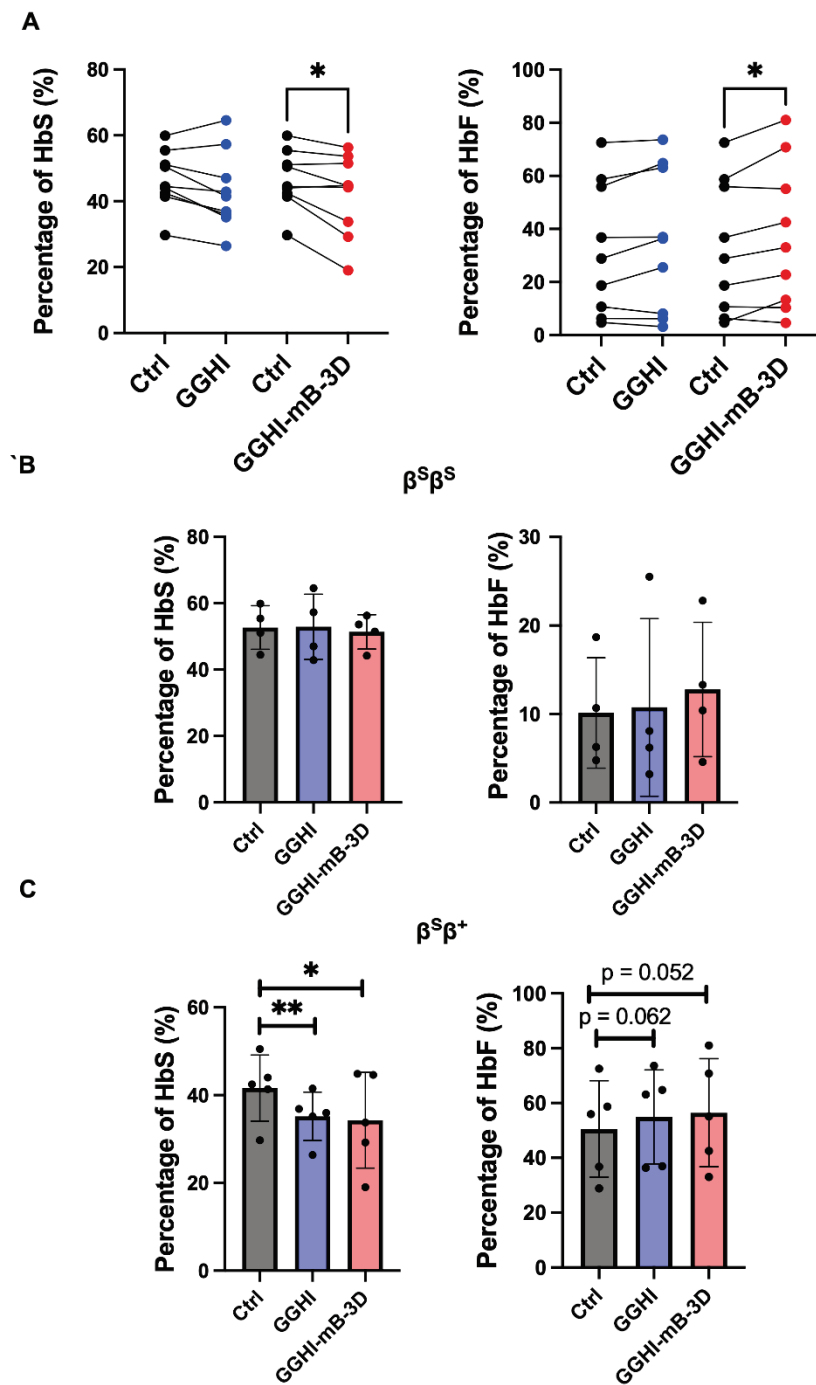 A
Percentage of HbS (%)
80
60
40
20
0
*
Ctrl
GGHI
Ctrl
GGHI-mB-3D
Percentage of HbF (%)
100
80
60
40
20
0
*
Ctrl
GGHI
Ctrl
GGHI-mB-3D
`B
βˢβˢ
Percentage of HbS (%)
80
60
40
20
0
Ctrl
GGHI
GGHI-mB-3D
Percentage of HbF (%)
30
20
10
0
Ctrl
GGHI
GGHI-mB-3D
C
βˢβ⁺
Percentage of HbS (%)
60
40
20
0
*
**
Ctrl
GGHI
GGHI-mB-3D
Percentage of HbF (%)
100
80
60
40
20
0
p = 0.052
p = 0.062
Ctrl
GGHI
GGHI-mB-3D